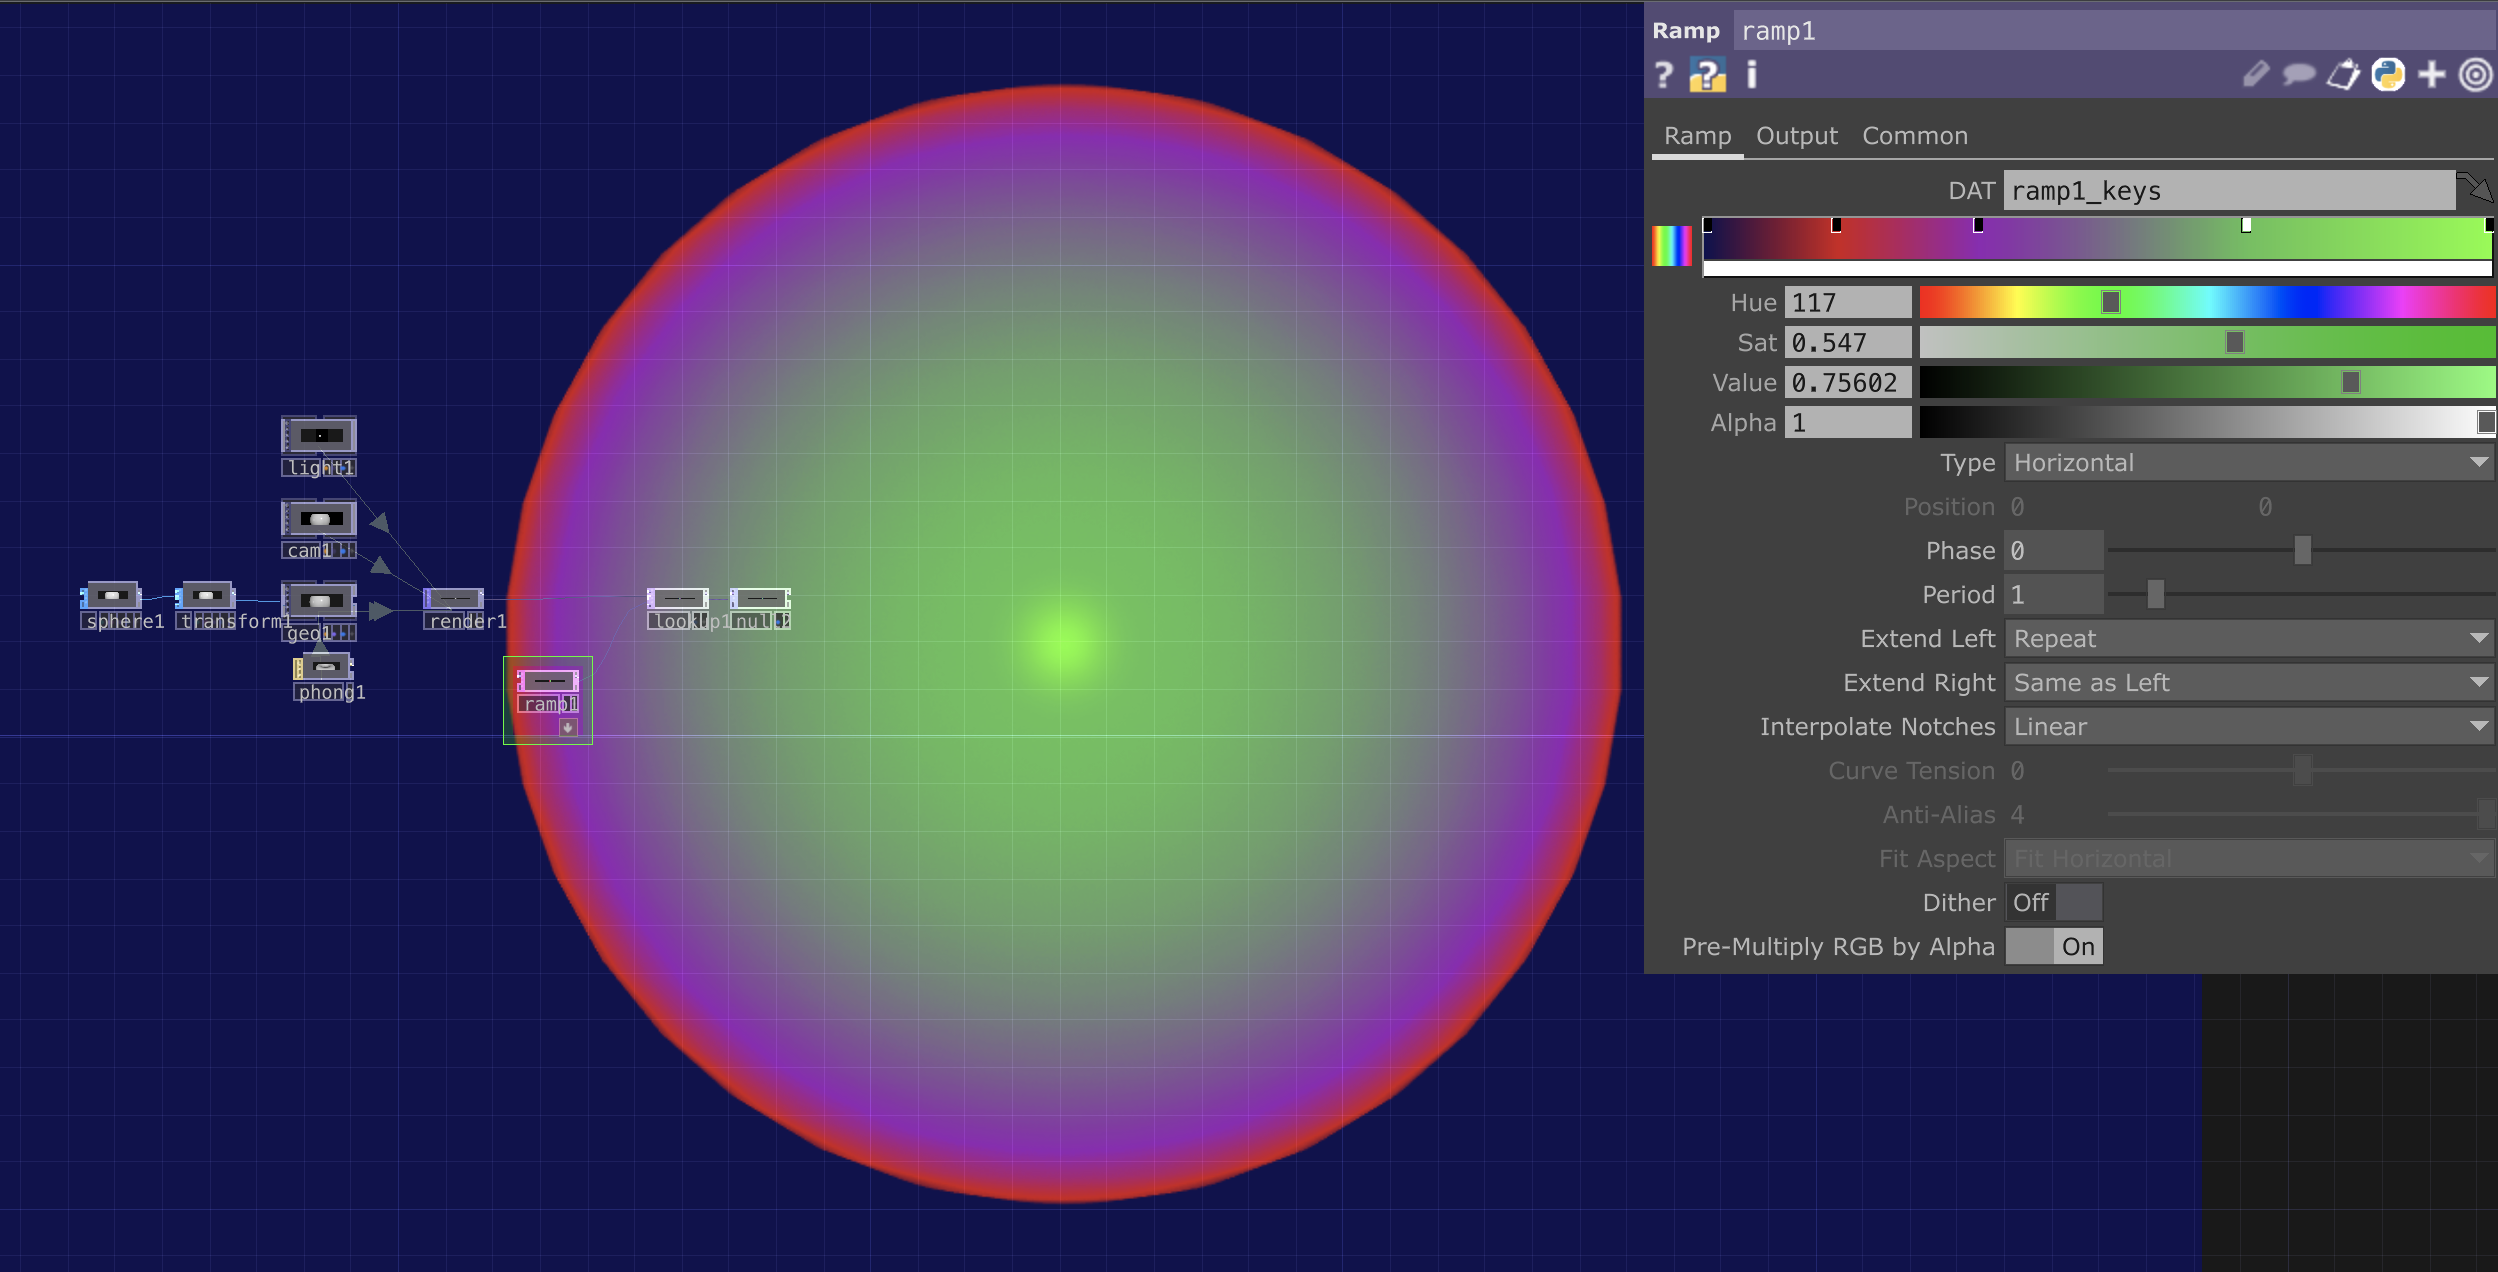 Ramp ramp1
? ? i
Ramp Output Common
DAT ramp1_keys
Hue 117
Sat 0.547
Value 0.75602
Alpha 1
Type Horizontal
Position 0 0
Phase 0
Period 1
Extend Left Repeat
Extend Right Same as Left
Interpolate Notches Linear
Curve Tension 0
Anti-Alias 4
Fit Aspect Fit Horizontal
Dither Off
Pre-Multiply RGB by Alpha On
light1
cam1
sphere1 transform1 geo1 render1 lookup1 null2
phong1
ramp1